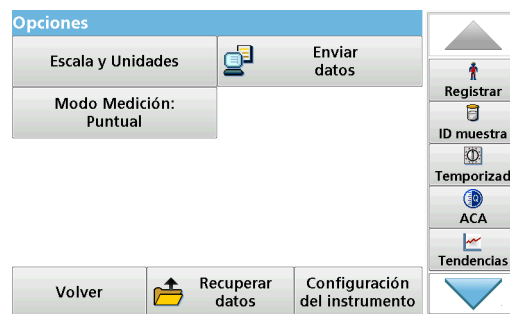 Opciones
Escala y Unidades
Enviar
datos
Modo Medición:
Puntual
Volver
Recuperar
datos
Configuración
del instrumento
Registrar
ID muestra
Temporizad
ACA
Tendencias